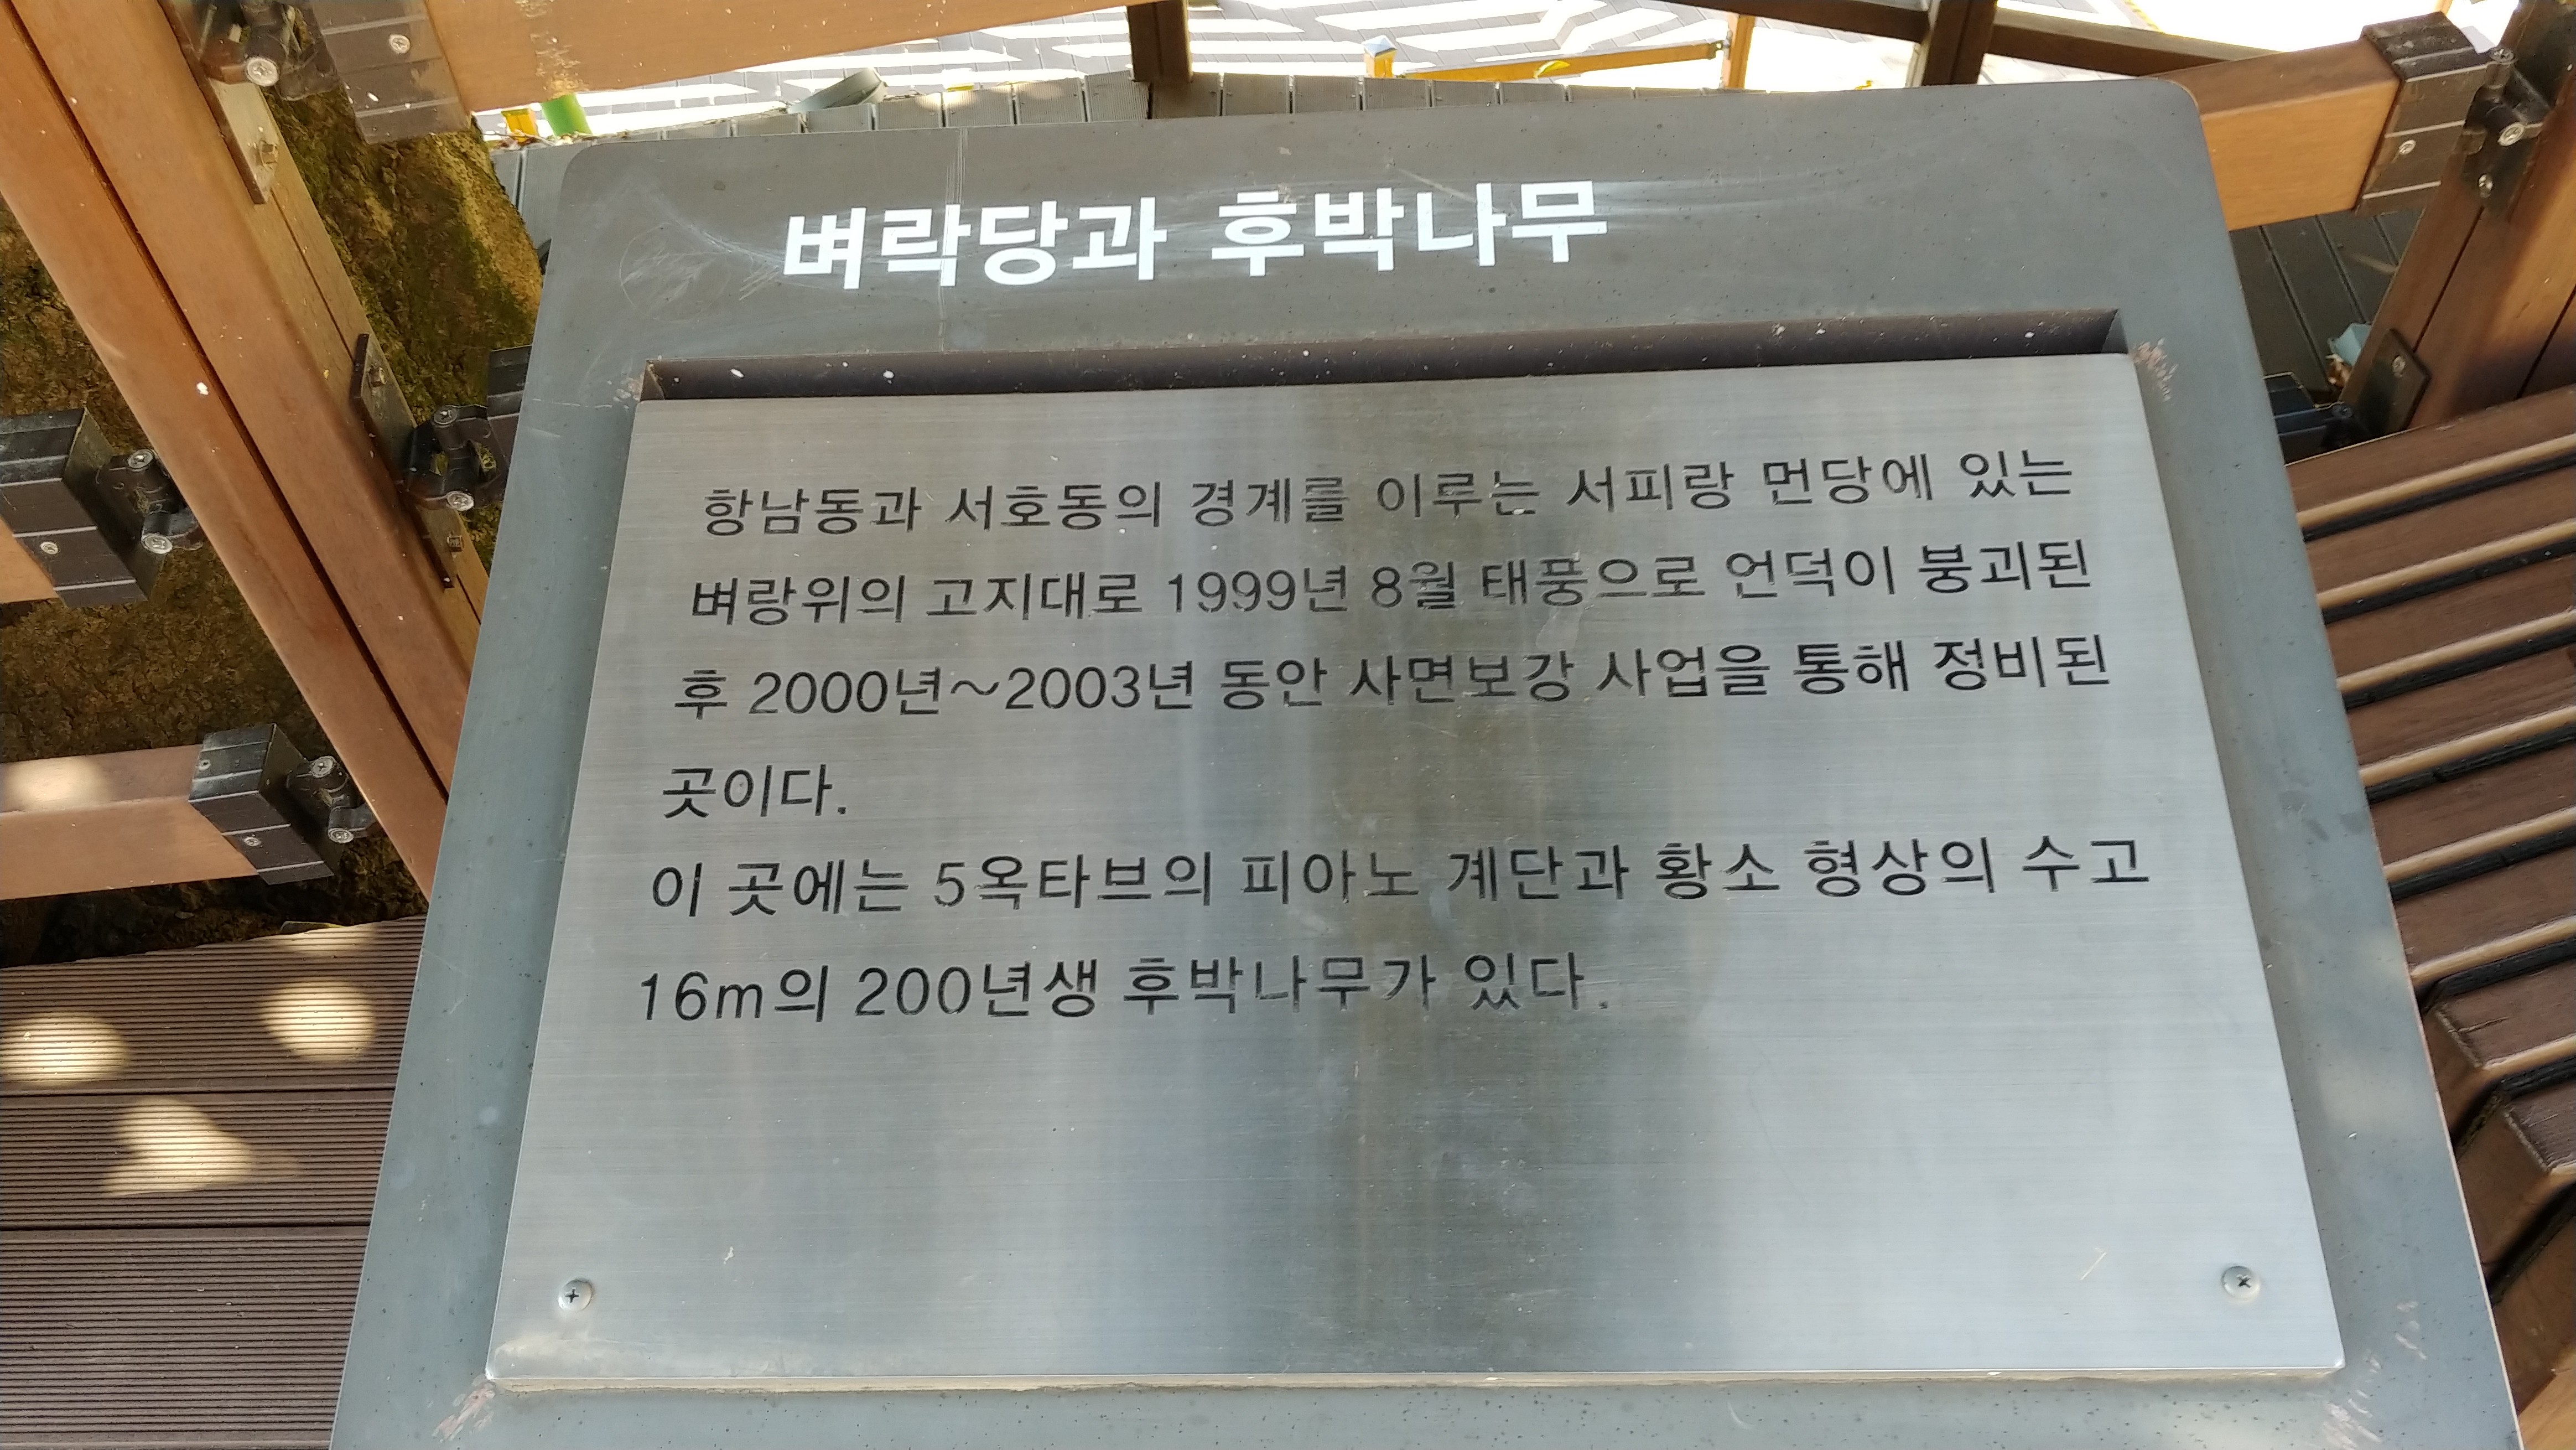 벼락당과 후박나무
항남동과 서호동의 경계를 이루는 서피랑 먼당에 있는
벼랑위의 고지대로 1999년 8월 태풍으로 언덕이 붕괴된
후 2000년~2003년 동안 사면보강 사업을 통해 정비된
곳이다.
이 곳에는 5옥타브의 피아노 계단과 황소 형상의 수고
16m의 200년생 후박나무가 있다.